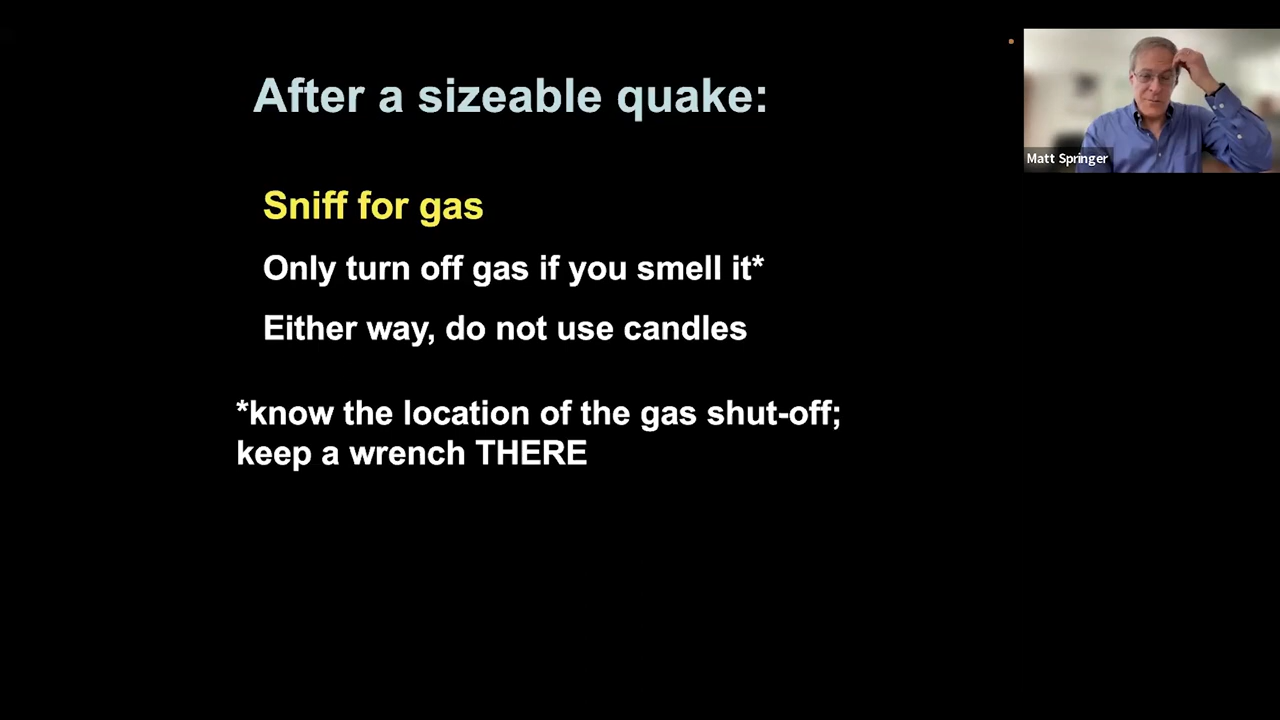 After a sizeable quake:
Matt Springer
Sniff for gas
Only turn off gas if you smell it*
Either way, do not use candles
*know the location of the gas shut-off;
keep a wrench THERE